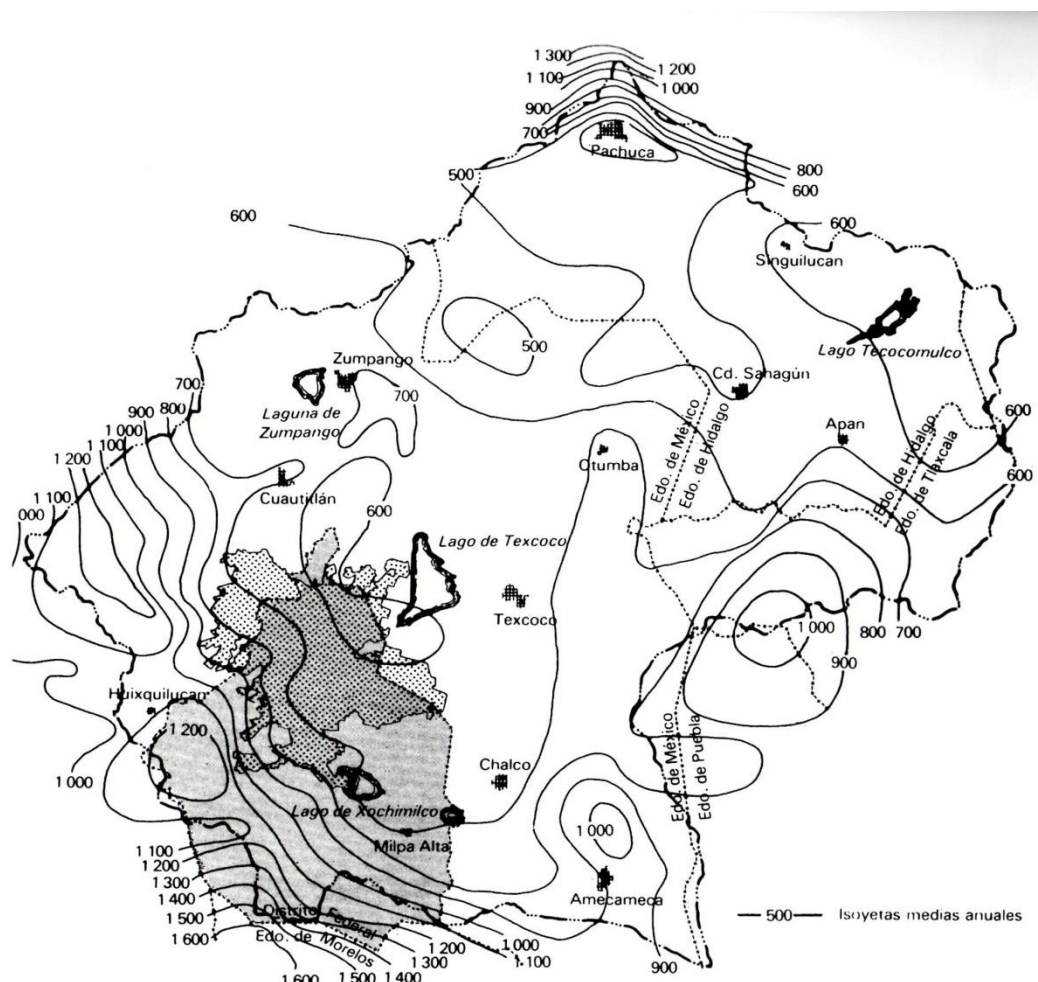 1 300
1 200
1 100
1 000
900
700
Pachuca
800
600
500
600
600
Singuilucan
Lago Tecocomulco
500
Zumpango
Cd. Sahagún
700
700
Laguna de
Zumpango
800
900
1 000
1 100
1 200
1 100
000
Apan
600
600
Edo. de México
Edo. de Hidalgo
Edo. de Hidalgo
Edo. de Tlaxcala
Otumba
Cuautitlán
600
Lago de Texcoco
Texcoco
1 000
800
700
900
Huixquilucan
1 200
1 000
Edo. de México
Edo. de Puebla
Chalco
Lago de Xochimilco
Milpa Alta
1 000
Amecameca
1 100
1 200
1 300
1 400
1 500
1 600
Distrito Federal
Edo. de Morelos
1 000
1 100
1 200
1 300
1 400
1 500
1 600
900
500 Isoyetas medias anuales